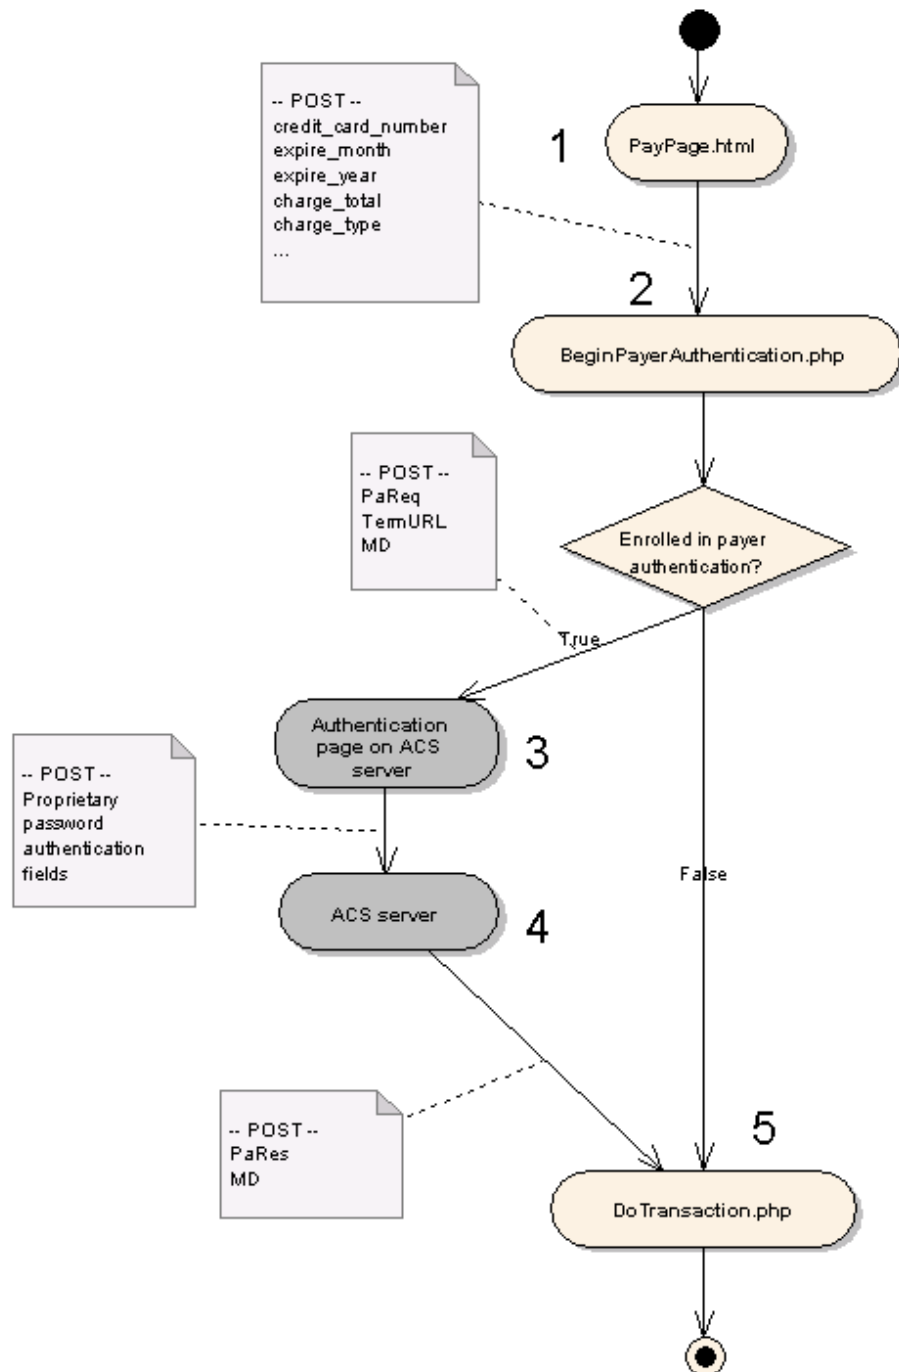 -- POST --
credit_card_number
expire_month
expire_year
charge_total
charge_type
...
1
PayPage.html
2
BeginPayerAuthentication.php
-- POST --
PaReq
TermURL
MD
Enrolled in payer
authentication?
True
Authentication
page on ACS
server
3
-- POST --
Proprietary
password
authentication
fields
False
ACS server
4
-- POST --
PaRes
MD
5
DoTransaction.php